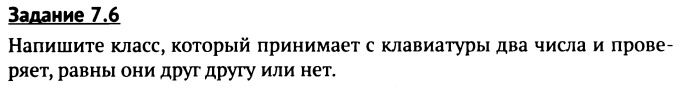 Задание 7.6
Напишите класс, который принимает с клавиатуры два числа и прове-
ряет, равны они друг другу или нет.